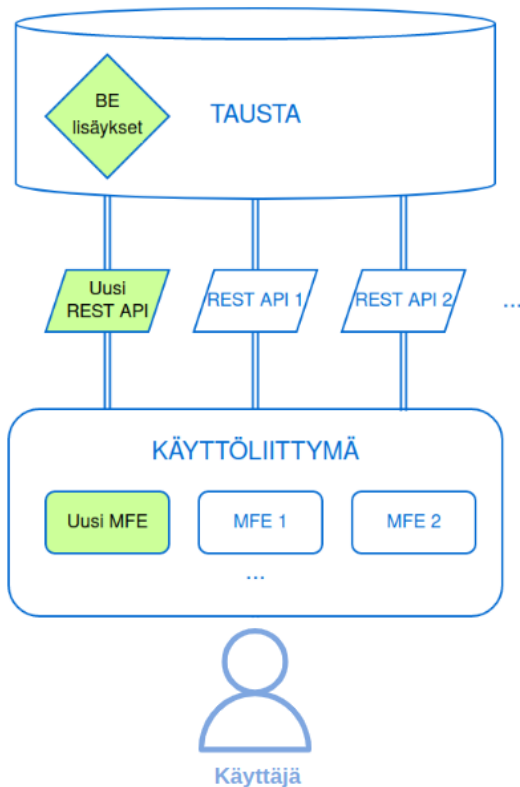 BE
lisäykset
TAUSTA
Uusi
REST API
REST API 1
REST API 2
...
KÄYTTÖLIITTYMÄ
Uusi MFE
MFE 1
MFE 2
...
Käyttäjä